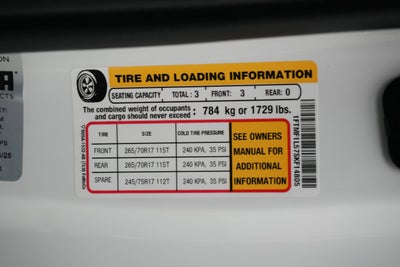 TIRE AND LOADING INFORMATION
SEATING CAPACITY TOTAL: 3 FRONT: 3 REAR: 0
The combined weight of occupants
and cargo should never exceed : 784 kg or 1729 lbs.
TIRE SIZE COLD TIRE PRESSURE
FRONT 265/70R17 115T 240 KPA, 35 PSI
REAR 265/70R17 115T 240 KPA, 35 PSI
SPARE 245/75R17 112T 240 KPA, 35 PSI
SEE OWNERS
MANUAL FOR
ADDITIONAL
INFORMATION